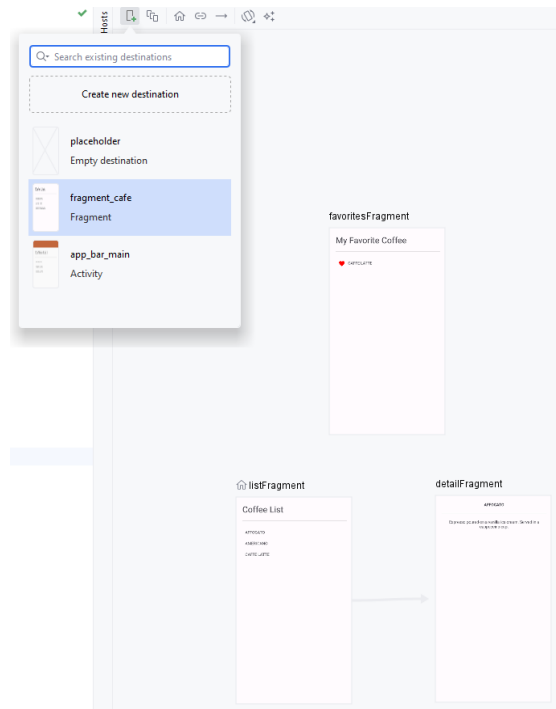 Hosts
Search existing destinations
Create new destination
placeholder
Empty destination
fragment_cafe
Fragment
app_bar_main
Activity
favoritesFragment
My Favorite Coffee
CAFFE LATTE
listFragment
Coffee List
AFFOGATO
AMERICANO
CAFFE LATTE
detailFragment
AFFOGATO